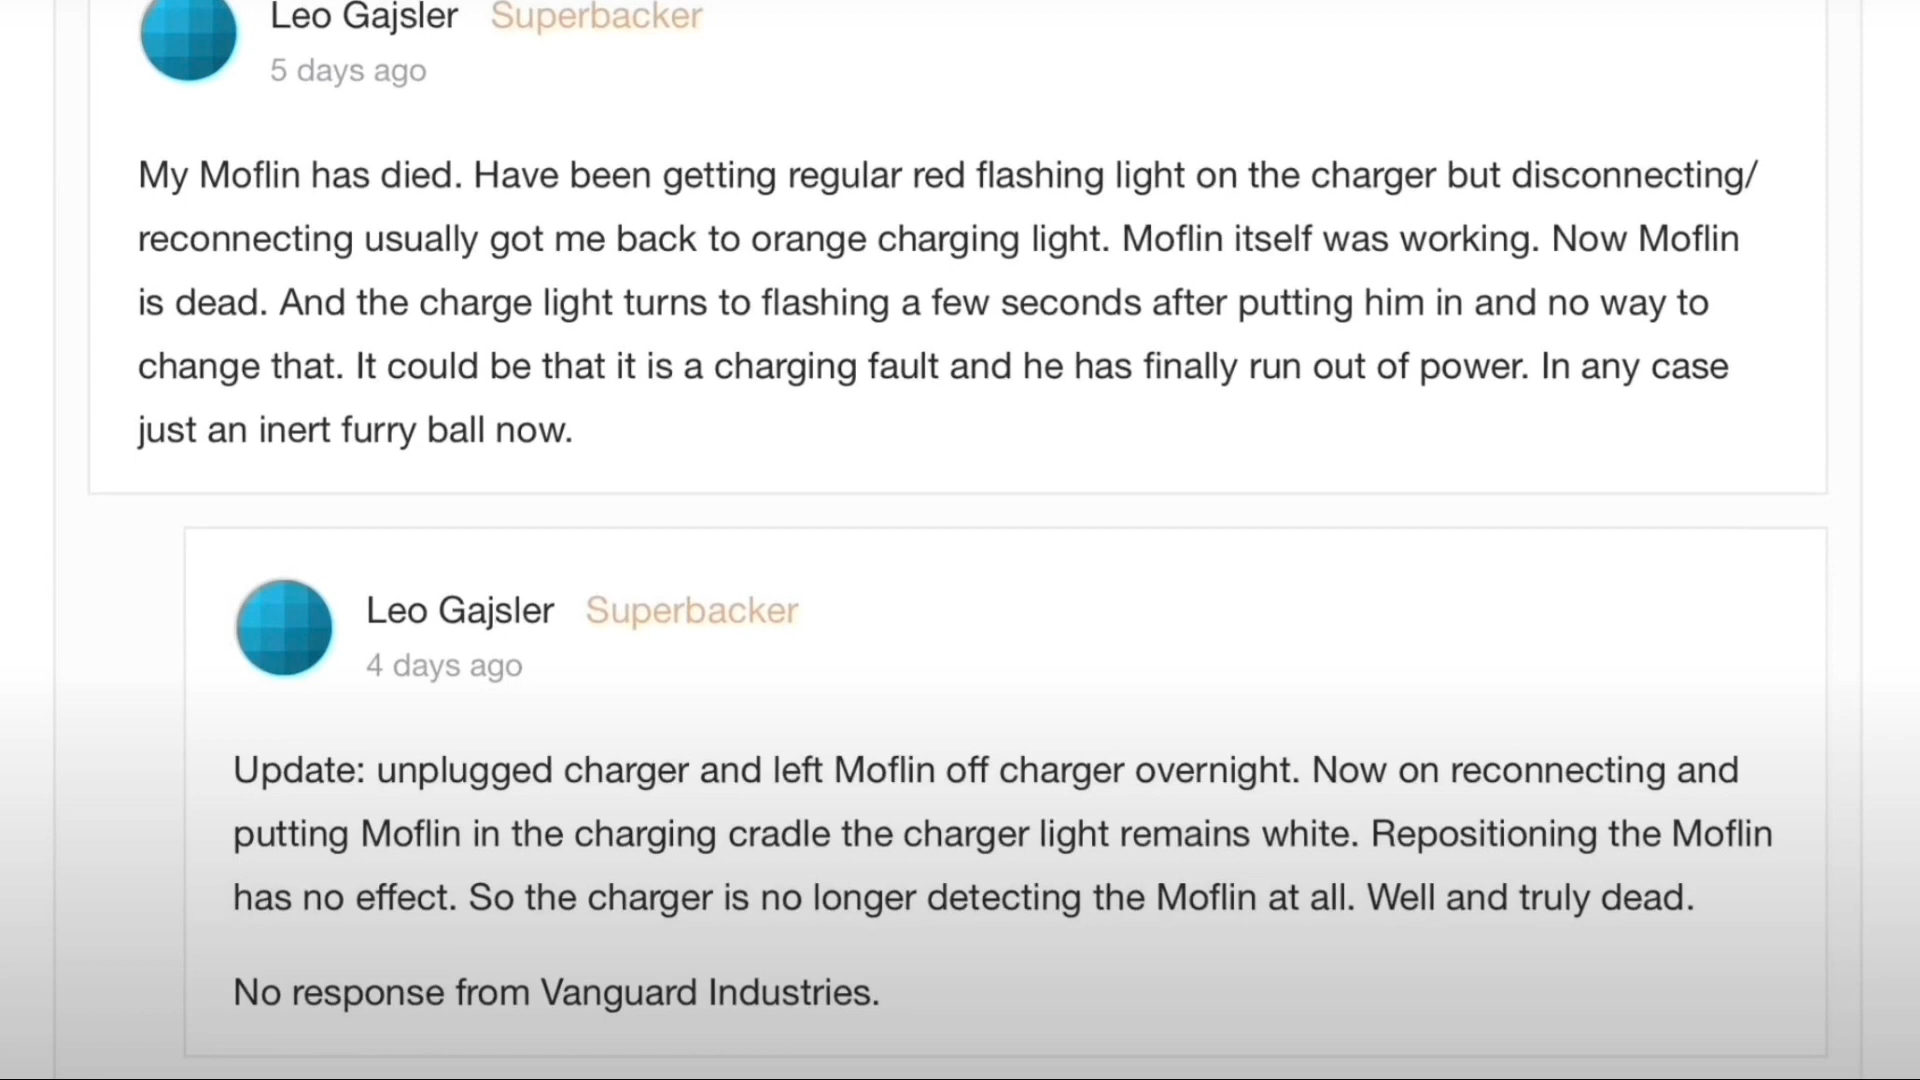 Leo Gajsler Superbacker
5 days ago
My Moflin has died. Have been getting regular red flashing light on the charger but disconnecting/
reconnecting usually got me back to orange charging light. Moflin itself was working. Now Moflin
is dead. And the charge light turns to flashing a few seconds after putting him in and no way to
change that. It could be that it is a charging fault and he has finally run out of power. In any case
just an inert furry ball now.
Leo Gajsler Superbacker
4 days ago
Update: unplugged charger and left Moflin off charger overnight. Now on reconnecting and
putting Moflin in the charging cradle the charger light remains white. Repositioning the Moflin
has no effect. So the charger is no longer detecting the Moflin at all. Well and truly dead.
No response from Vanguard Industries.